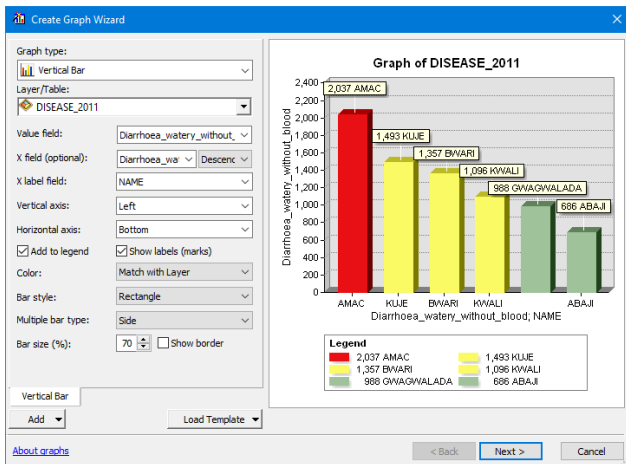 Create Graph Wizard
Graph type:
Vertical Bar
Layer/Table:
DISEASE_2011
Value field:
Diarrhoea_watery_without_
X field (optional):
Diarrhoea_wat
Descenc
X label field:
NAME
Vertical axis:
Left
Horizontal axis:
Bottom
Add to legend
Show labels (marks)
Color:
Match with Layer
Bar style:
Rectangle
Multiple bar type:
Side
Bar size (%):
70
Show border
Vertical Bar
Add
Load Template
Graph of DISEASE_2011
Diarrhoea_watery_without_blood
2,400
2,200
2,000
1,800
1,600
1,400
1,200
1,000
800
600
400
200
0
2,037 AMAC
1,493 KUJE
1,357 BWARI
1,096 KWALI
988 GWAGWALADA
686 ABAJI
AMAC KUJE BWARI KWALI ABAJI
Diarrhoea_watery_without_blood; NAME
Legend
2,037 AMAC 1,493 KUJE
1,357 BWARI 1,096 KWALI
988 GWAGWALADA 686 ABAJI
About graphs
< Back
Next >
Cancel